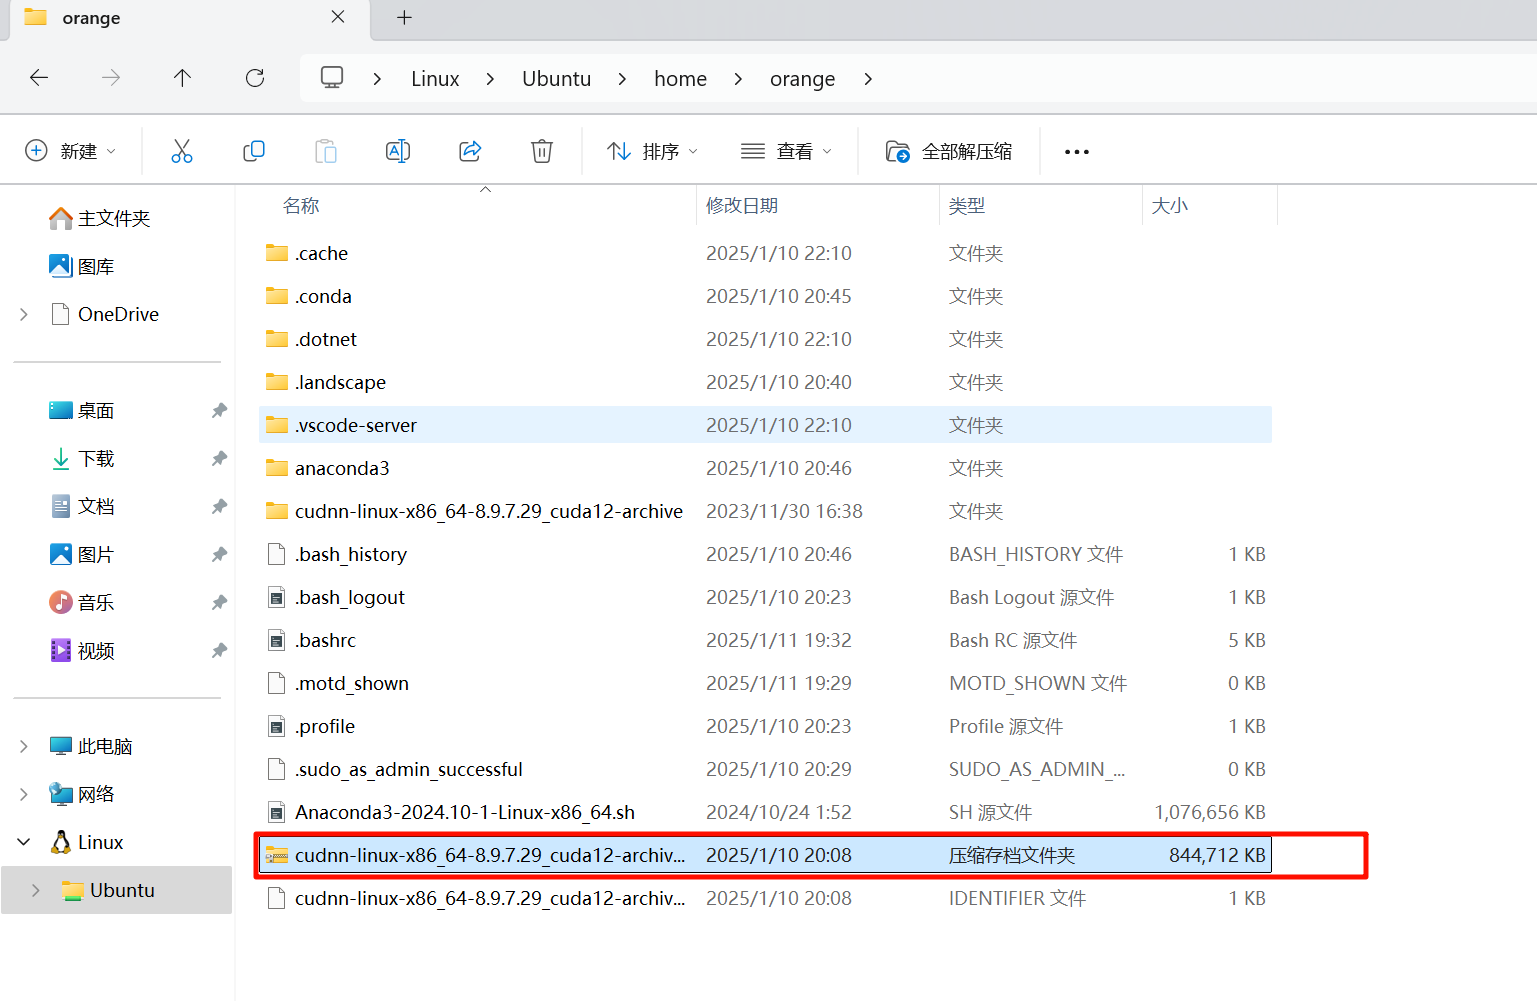 orange
Linux Ubuntu home orange
新建 排序 查看 全部解压缩
名称 修改日期 类型 大小
主文件夹
图库
OneDrive
桌面
下载
文档
图片
音乐
视频
此电脑
网络
Linux
Ubuntu
.cache 2025/1/10 22:10 文件夹
.conda 2025/1/10 20:45 文件夹
.dotnet 2025/1/10 22:10 文件夹
.landscape 2025/1/10 20:40 文件夹
.vscode-server 2025/1/10 22:10 文件夹
anaconda3 2025/1/10 20:46 文件夹
cudnn-linux-x86_64-8.9.7.29_cuda12-archive 2023/11/30 16:38 文件夹
.bash_history 2025/1/10 20:46 BASH_HISTORY 文件 1 KB
.bash_logout 2025/1/10 20:23 Bash Logout 源文件 1 KB
.bashrc 2025/1/11 19:32 Bash RC 源文件 5 KB
.motd_shown 2025/1/11 19:29 MOTD_SHOWN 文件 0 KB
.profile 2025/1/10 20:23 Profile 源文件 1 KB
.sudo_as_admin_successful 2025/1/10 20:29 SUDO_AS_ADMIN_... 0 KB
Anaconda3-2024.10-1-Linux-x86_64.sh 2024/10/24 1:52 SH 源文件 1,076,656 KB
cudnn-linux-x86_64-8.9.7.29_cuda12-archiv... 2025/1/10 20:08 压缩存档文件夹 844,712 KB
cudnn-linux-x86_64-8.9.7.29_cuda12-archiv... 2025/1/10 20:08 IDENTIFIER 文件 1 KB